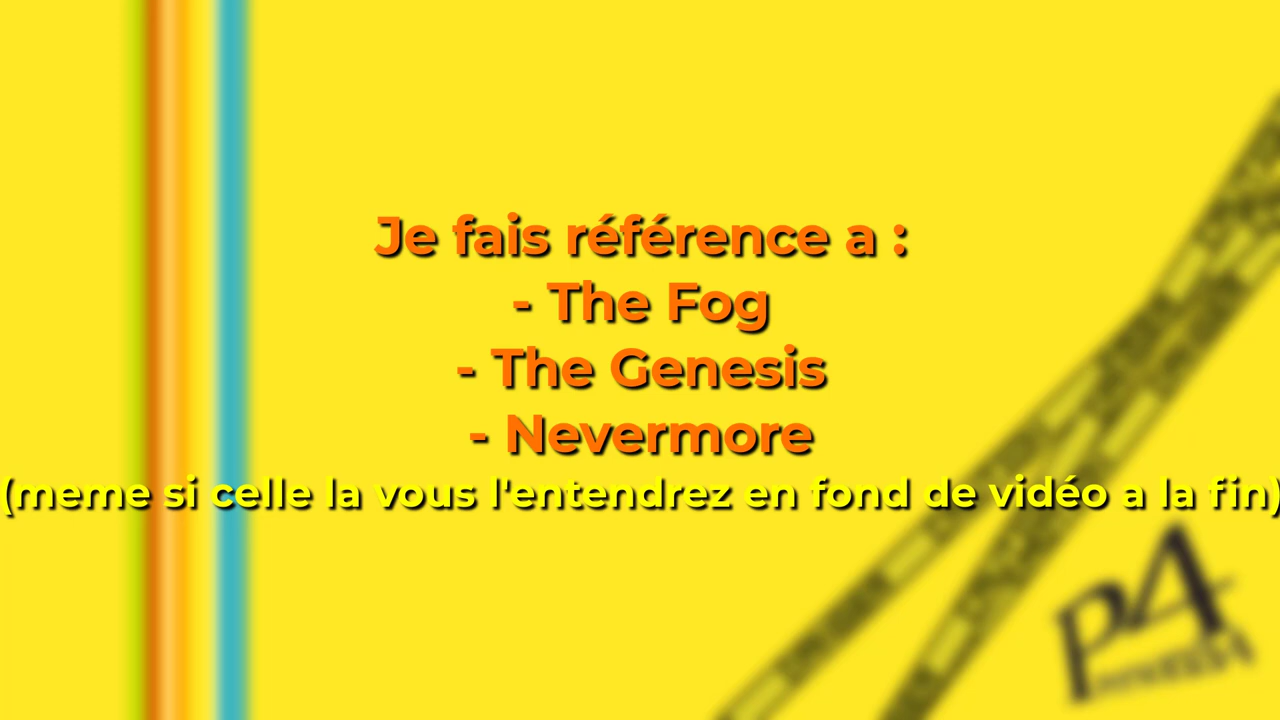 Je fais référence a :
- The Fog
- The Genesis
- Nevermore
(meme si celle la vous l'entendrez en fond de vidéo a la fin)
P4